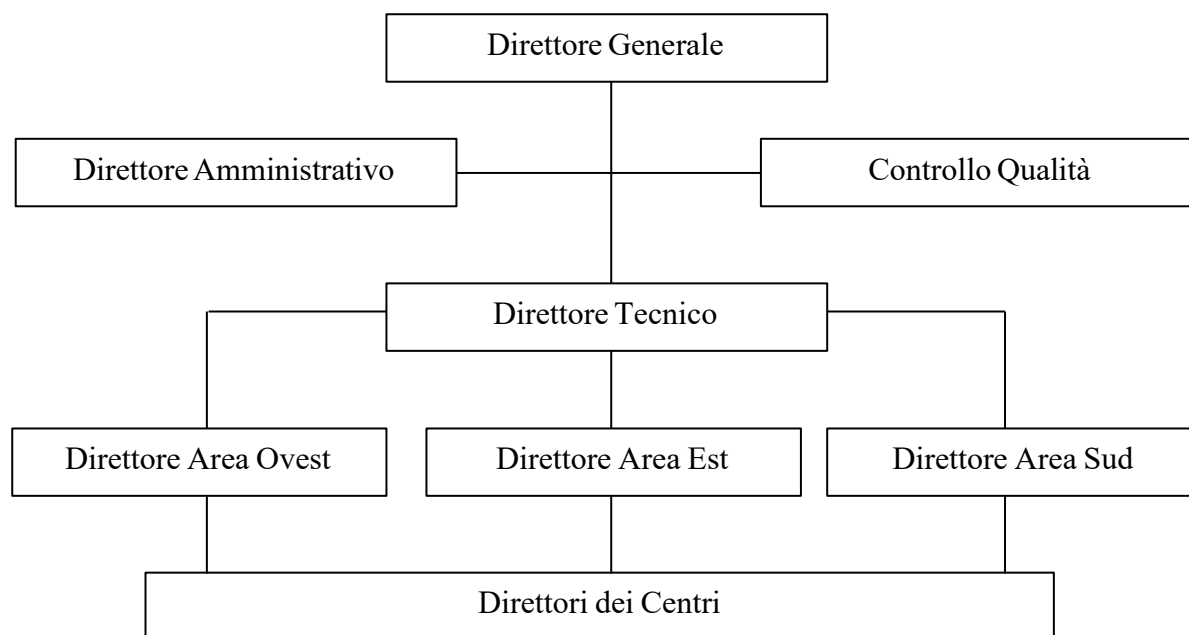 Direttore Generale
Direttore Amministrativo
Controllo Qualità
Direttore Tecnico
Direttore Area Ovest
Direttore Area Est
Direttore Area Sud
Direttori dei Centri